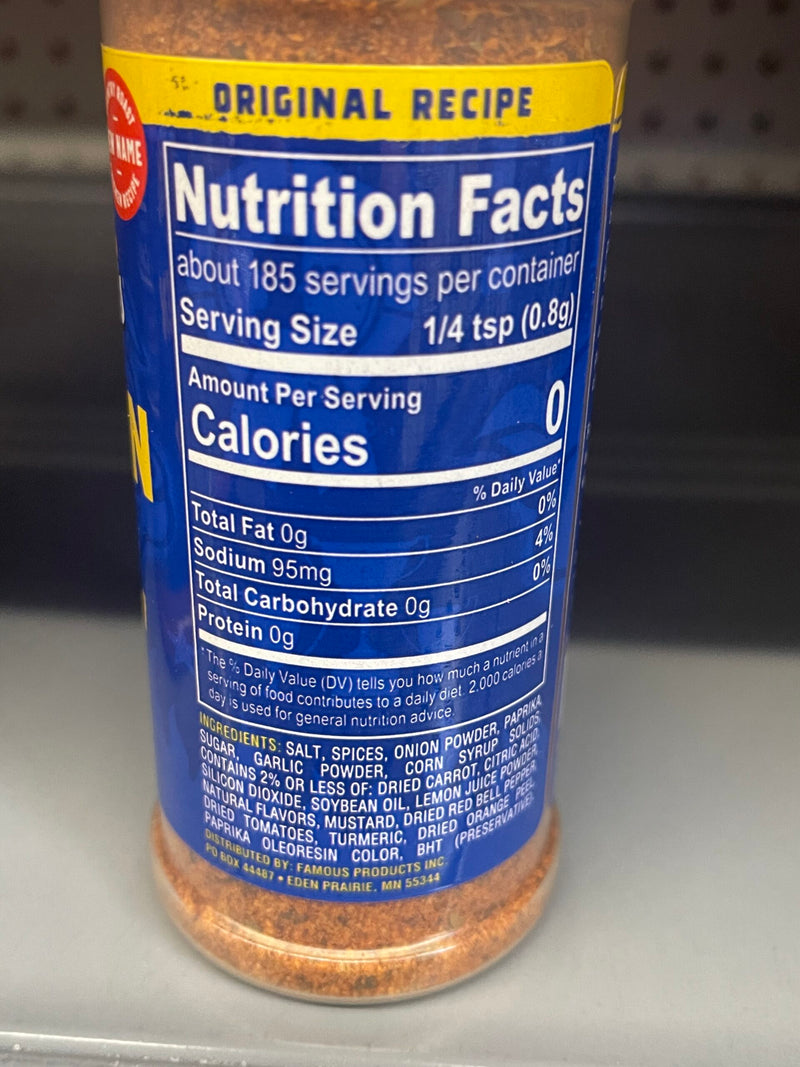 ORIGINAL RECIPE
NAME
N
Nutrition Facts
about 185 servings per container
Serving Size 1/4 tsp (0.8g)
Amount Per Serving
Calories 0
% Daily Value*
Total Fat 0g 0%
Sodium 95mg 4%
Total Carbohydrate 0g 0%
Protein 0g
*The % Daily Value (DV) tells you how much a nutrient in a
serving of food contributes to a daily diet. 2,000 calories a
day is used for general nutrition advice.
INGREDIENTS: SALT, SPICES, ONION POWDER, PAPRIKA,
SUGAR, GARLIC POWDER, CORN SYRUP SOLIDS,
CONTAINS 2% OR LESS OF: DRIED CARROT, CITRIC ACID,
SILICON DIOXIDE, SOYBEAN OIL, LEMON JUICE POWDER,
NATURAL FLAVORS, MUSTARD, DRIED RED BELL PEPPER,
DRIED TOMATOES, TURMERIC, DRIED ORANGE PEEL,
PAPRIKA OLEORESIN COLOR, BHT (PRESERVATIVE).
DISTRIBUTED BY: FAMOUS PRODUCTS INC.
PO BOX 44487 • EDEN PRAIRIE, MN 55344